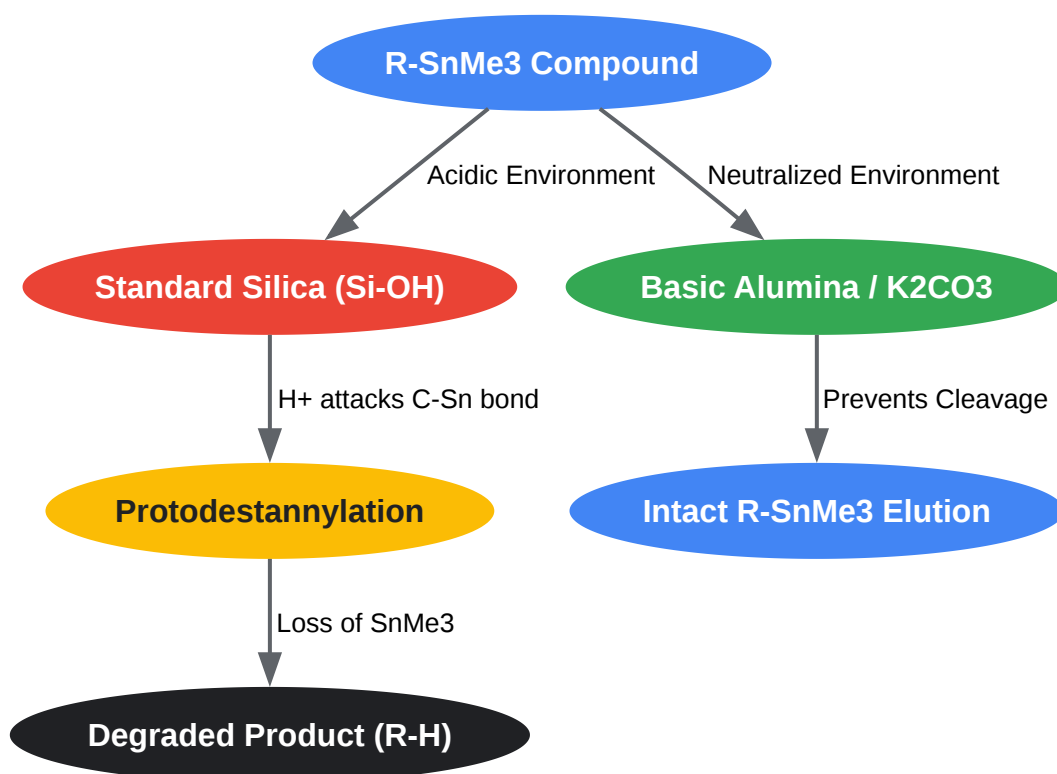 R-SnMe3 Compound
Acidic Environment
Neutralized Environment
Standard Silica (Si-OH)
Basic Alumina / K2CO3
H+ attacks C-Sn bond
Prevents Cleavage
Protodestannylation
Intact R-SnMe3 Elution
Loss of SnMe3
Degraded Product (R-H)